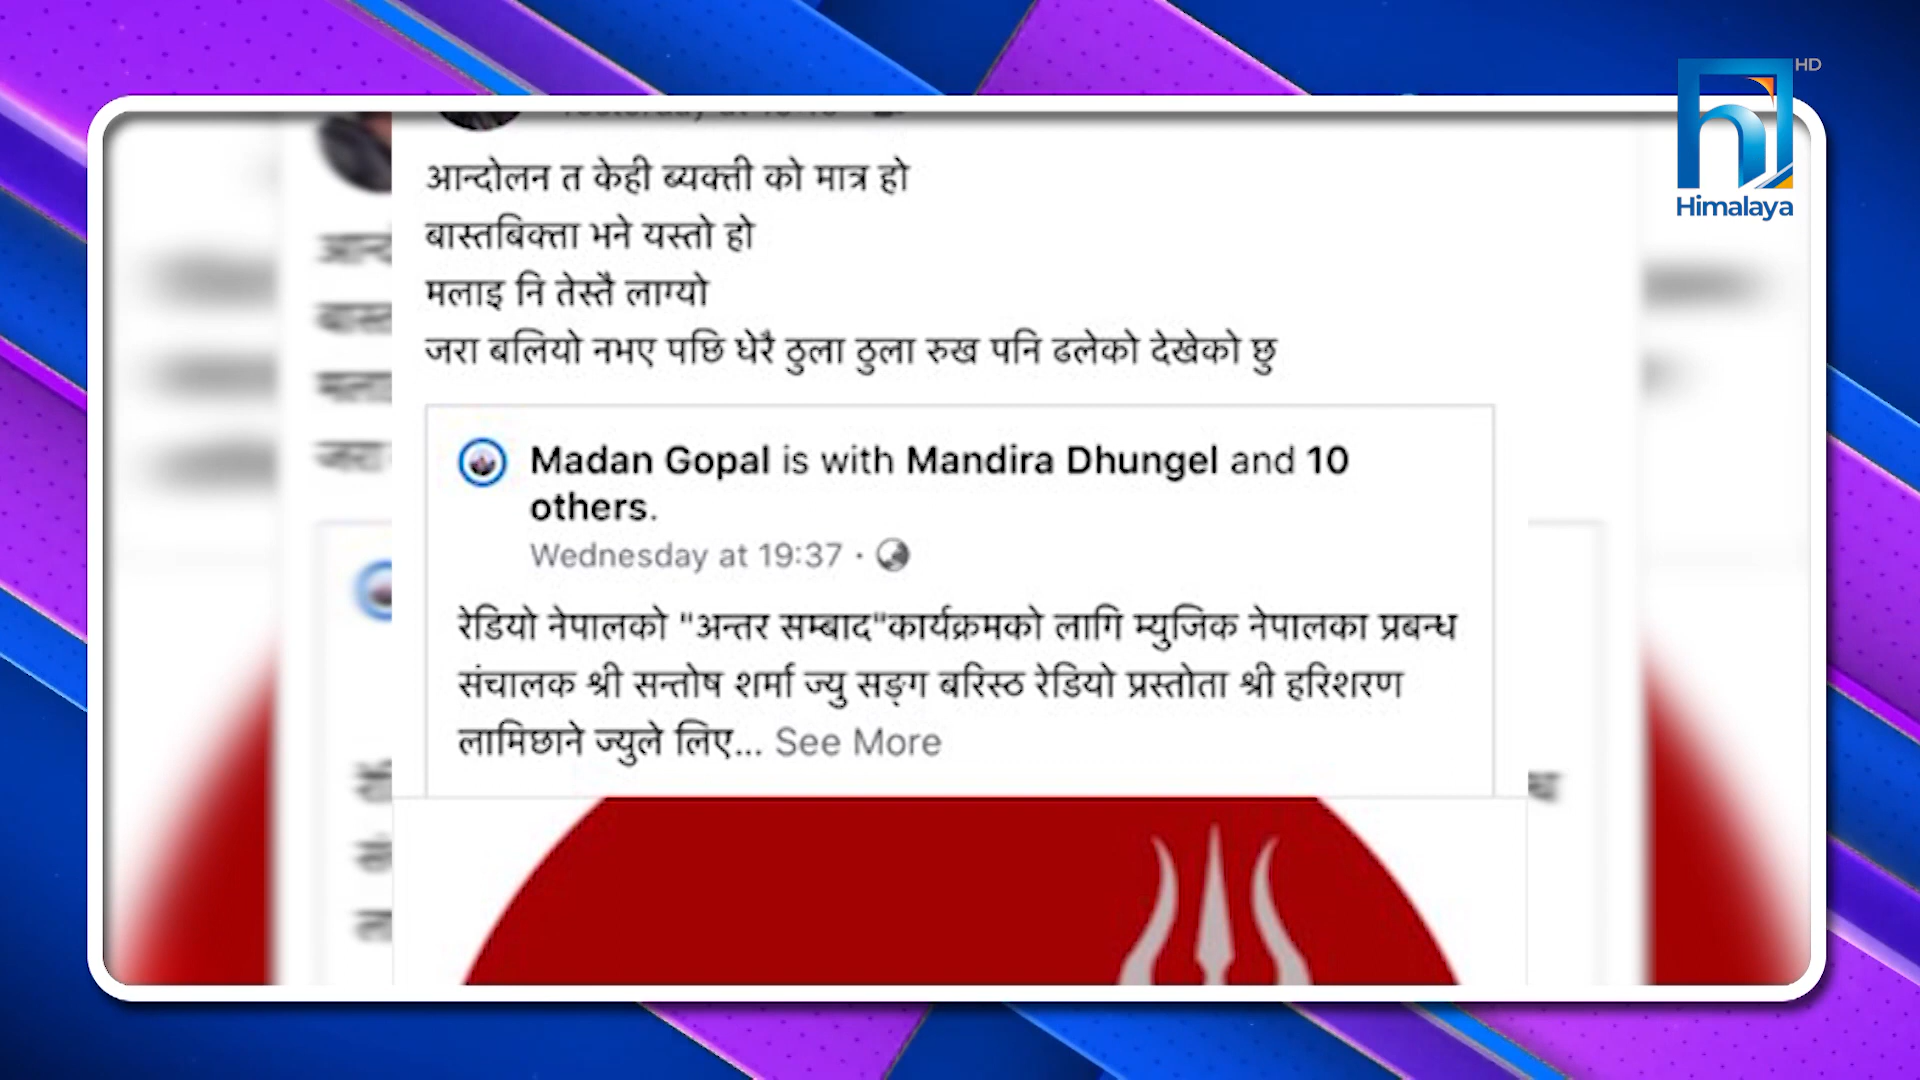 HD
Himalaya
आन्दोलन त केही ब्यक्ती को मात्र हो
बास्तबिक्ता भने यस्तो हो
मलाइ नि तेस्तै लाग्यो
जरा बलियो नभए पछि धेरै ठुला ठुला रुख पनि ढलेको देखेको छु
Madan Gopal is with Mandira Dhungel and 10
others.
Wednesday at 19:37 ·
रेडियो नेपालको "अन्तर सम्बाद"कार्यक्रमको लागि म्युजिक नेपालका प्रबन्ध
संचालक श्री सन्तोष शर्मा ज्यु सङ्ग बरिस्ठ रेडियो प्रस्तोता श्री हरिशरण
लामिछाने ज्युले लिए... See More